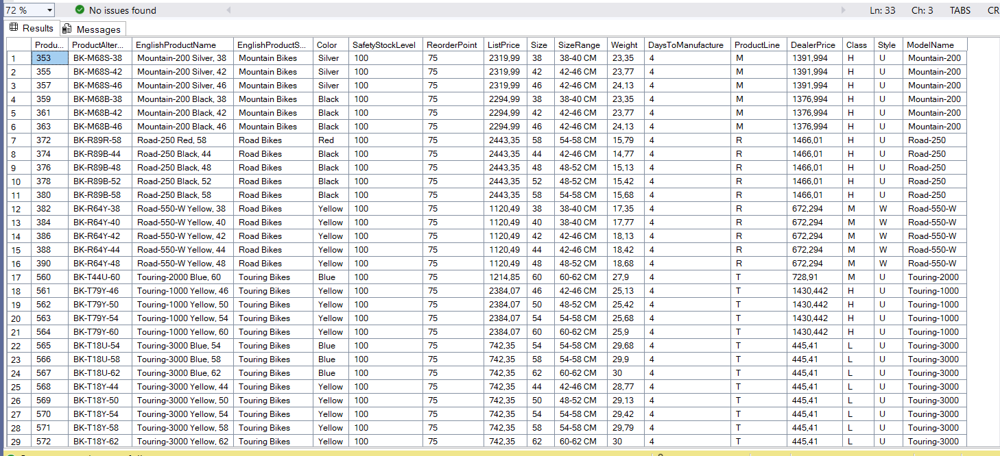 72 % No issues found Ln: 33 Ch: 3 TABS CR
Results Messages
Produ... ProductAlter... EnglishProductName EnglishProductS... Color SafetyStockLevel ReorderPoint ListPrice Size SizeRange Weight DaysToManufacture ProductLine DealerPrice Class Style ModelName
1 353 BK-M68S-38 Mountain-200 Silver, 38 Mountain Bikes Silver 100 75 2319,99 38 38-40 CM 23,35 4 M 1391,994 H U Mountain-200
2 355 BK-M68S-42 Mountain-200 Silver, 42 Mountain Bikes Silver 100 75 2319,99 42 42-46 CM 23,77 4 M 1391,994 H U Mountain-200
3 357 BK-M68S-46 Mountain-200 Silver, 46 Mountain Bikes Silver 100 75 2319,99 46 42-46 CM 24,13 4 M 1391,994 H U Mountain-200
4 359 BK-M68B-38 Mountain-200 Black, 38 Mountain Bikes Black 100 75 2294,99 38 38-40 CM 23,35 4 M 1376,994 H U Mountain-200
5 361 BK-M68B-42 Mountain-200 Black, 42 Mountain Bikes Black 100 75 2294,99 42 42-46 CM 23,77 4 M 1376,994 H U Mountain-200
6 363 BK-M68B-46 Mountain-200 Black, 46 Mountain Bikes Black 100 75 2294,99 46 42-46 CM 24,13 4 M 1376,994 H U Mountain-200
7 372 BK-R89R-58 Road-250 Red, 58 Road Bikes Red 100 75 2443,35 58 54-58 CM 15,79 4 R 1466,01 H U Road-250
8 374 BK-R89B-44 Road-250 Black, 44 Road Bikes Black 100 75 2443,35 44 42-46 CM 14,77 4 R 1466,01 H U Road-250
9 376 BK-R89B-48 Road-250 Black, 48 Road Bikes Black 100 75 2443,35 48 48-52 CM 15,13 4 R 1466,01 H U Road-250
10 378 BK-R89B-52 Road-250 Black, 52 Road Bikes Black 100 75 2443,35 52 48-52 CM 15,42 4 R 1466,01 H U Road-250
11 380 BK-R89B-58 Road-250 Black, 58 Road Bikes Black 100 75 2443,35 58 54-58 CM 15,68 4 R 1466,01 H U Road-250
12 382 BK-R64Y-38 Road-550-W Yellow, 38 Road Bikes Yellow 100 75 1120,49 38 38-40 CM 17,35 4 R 672,294 M W Road-550-W
13 384 BK-R64Y-40 Road-550-W Yellow, 40 Road Bikes Yellow 100 75 1120,49 40 38-40 CM 17,77 4 R 672,294 M W Road-550-W
14 386 BK-R64Y-42 Road-550-W Yellow, 42 Road Bikes Yellow 100 75 1120,49 42 42-46 CM 18,13 4 R 672,294 M W Road-550-W
15 388 BK-R64Y-44 Road-550-W Yellow, 44 Road Bikes Yellow 100 75 1120,49 44 42-46 CM 18,42 4 R 672,294 M W Road-550-W
16 390 BK-R64Y-48 Road-550-W Yellow, 48 Road Bikes Yellow 100 75 1120,49 48 48-52 CM 18,68 4 R 672,294 M W Road-550-W
17 560 BK-T44U-60 Touring-2000 Blue, 60 Touring Bikes Blue 100 75 1214,85 60 60-62 CM 27,9 4 T 728,91 M U Touring-2000
18 561 BK-T79Y-46 Touring-1000 Yellow, 46 Touring Bikes Yellow 100 75 2384,07 46 42-46 CM 25,13 4 T 1430,442 H U Touring-1000
19 562 BK-T79Y-50 Touring-1000 Yellow, 50 Touring Bikes Yellow 100 75 2384,07 50 48-52 CM 25,42 4 T 1430,442 H U Touring-1000
20 563 BK-T79Y-54 Touring-1000 Yellow, 54 Touring Bikes Yellow 100 75 2384,07 54 54-58 CM 25,68 4 T 1430,442 H U Touring-1000
21 564 BK-T79Y-60 Touring-1000 Yellow, 60 Touring Bikes Yellow 100 75 2384,07 60 60-62 CM 25,9 4 T 1430,442 H U Touring-1000
22 565 BK-T18U-54 Touring-3000 Blue, 54 Touring Bikes Blue 100 75 742,35 54 54-58 CM 29,68 4 T 445,41 L U Touring-3000
23 566 BK-T18U-58 Touring-3000 Blue, 58 Touring Bikes Blue 100 75 742,35 58 54-58 CM 29,9 4 T 445,41 L U Touring-3000
24 567 BK-T18U-62 Touring-3000 Blue, 62 Touring Bikes Blue 100 75 742,35 62 60-62 CM 30 4 T 445,41 L U Touring-3000
25 568 BK-T18Y-44 Touring-3000 Yellow, 44 Touring Bikes Yellow 100 75 742,35 44 42-46 CM 28,77 4 T 445,41 L U Touring-3000
26 569 BK-T18Y-50 Touring-3000 Yellow, 50 Touring Bikes Yellow 100 75 742,35 50 48-52 CM 29,13 4 T 445,41 L U Touring-3000
27 570 BK-T18Y-54 Touring-3000 Yellow, 54 Touring Bikes Yellow 100 75 742,35 54 54-58 CM 29,42 4 T 445,41 L U Touring-3000
28 571 BK-T18Y-58 Touring-3000 Yellow, 58 Touring Bikes Yellow 100 75 742,35 58 54-58 CM 29,79 4 T 445,41 L U Touring-3000
29 572 BK-T18Y-62 Touring-3000 Yellow, 62 Touring Bikes Yellow 100 75 742,35 62 60-62 CM 30 4 T 445,41 L U Touring-3000